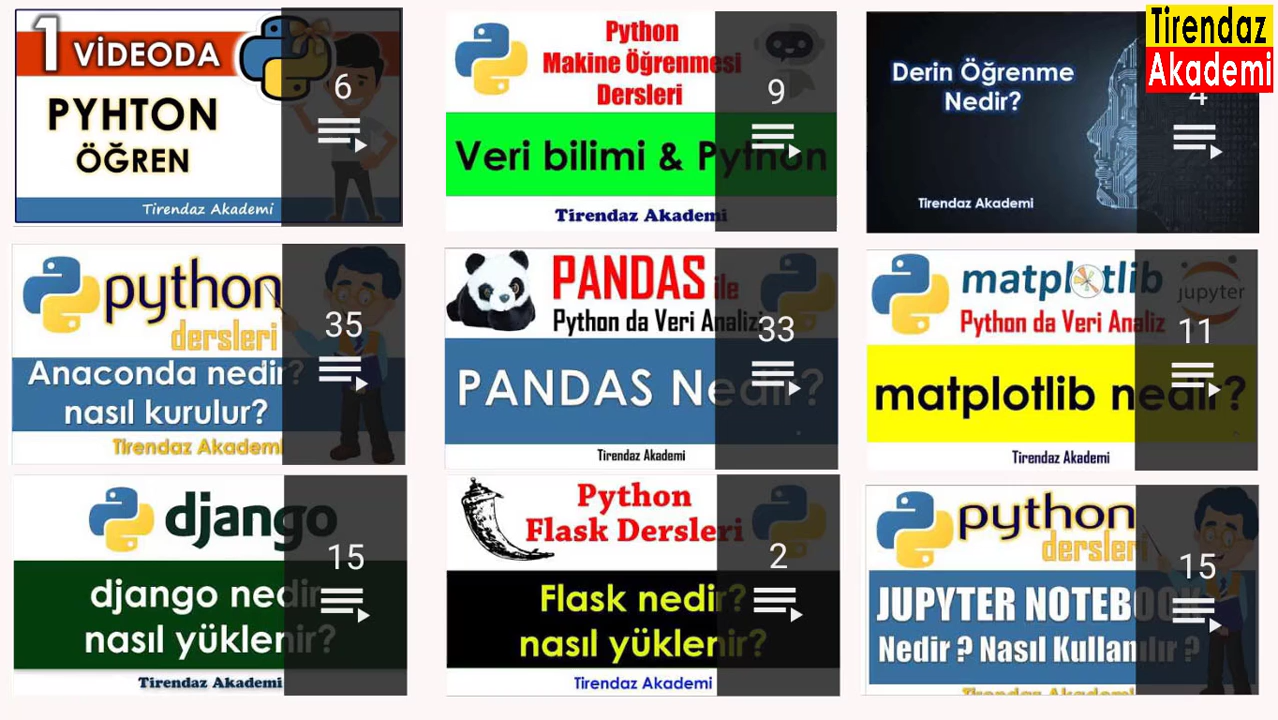 1 VİDEODA
PYHTON
ÖĞREN
Tirendaz Akademi
6
Python
Makine Öğrenmesi
Dersleri
Veri bilimi & Python
Tirendaz Akademi
9
Derin Öğrenme
Nedir?
Tirendaz Akademi
4
Tirendaz
Akademi
python
dersleri
Anaconda nedir?
nasıl kurulur?
Tirendaz Akademi
35
PANDAS ile
Python da Veri Analizi
PANDAS Nedir?
Tirendaz Akademi
33
matplotlib
jupyter
Python da Veri Analiz
matplotlib nedir?
Tirendaz Akademi
11
django
django nedir
nasıl yüklenir?
Tirendaz Akademi
15
Python
Flask Dersleri
Flask nedir?
nasıl yüklenir?
Tirendaz Akademi
2
python
dersleri
JUPYTER NOTEBOOK
Nedir ? Nasıl Kullanılır ?
Tirendaz Akademi
15